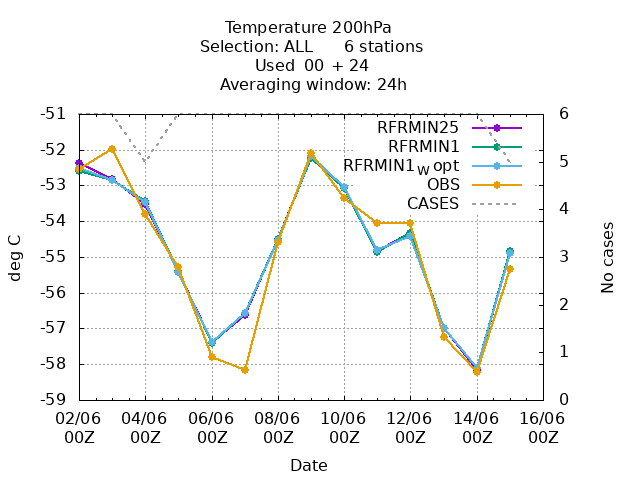 Temperature 200hPa
Selection: ALL 6 stations
Used 00 + 24
Averaging window: 24h
-51 6
RFRMIN25
RFRMIN1
RFRMIN1w opt
OBS
CASES
-52
-53
-54
-55
-56
-57
-58
-59
5
4
3
2
1
0
deg C
No cases
02/06 04/06 06/06 08/06 10/06 12/06 14/06 16/06
00Z 00Z 00Z 00Z 00Z 00Z 00Z 00Z
Date